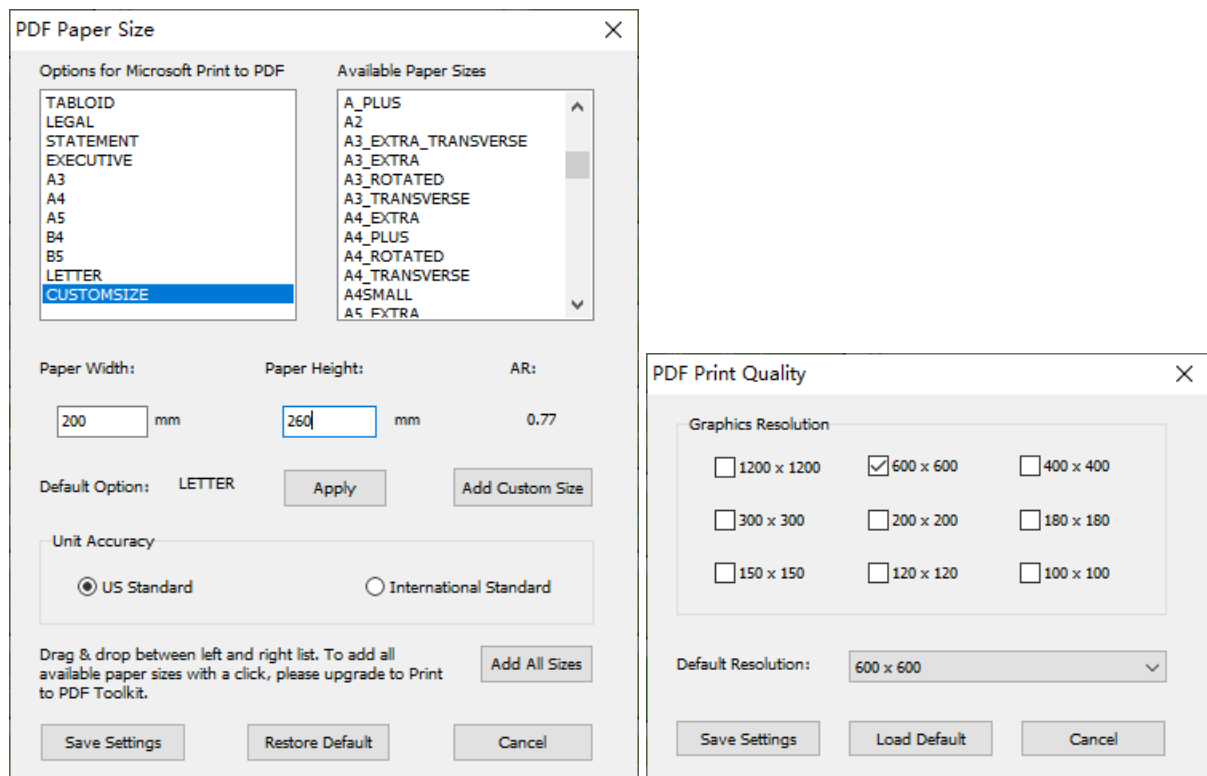 PDF Paper Size
Options for Microsoft Print to PDF
TABLOID
LEGAL
STATEMENT
EXECUTIVE
A3
A4
A5
B4
B5
LETTER
CUSTOMSIZE
Available Paper Sizes
A_PLUS
A2
A3_EXTRA_TRANSVERSE
A3_EXTRA
A3_ROTATED
A3_TRANSVERSE
A4_EXTRA
A4_PLUS
A4_ROTATED
A4_TRANSVERSE
A4SMALL
A5_EXTRA
Paper Width:
200 mm
Paper Height:
260 mm
AR:
0.77
Default Option: LETTER
Apply
Add Custom Size
Unit Accuracy
US Standard
International Standard
Drag & drop between left and right list. To add all
available paper sizes with a click, please upgrade to Print
to PDF Toolkit.
Add All Sizes
Save Settings
Restore Default
Cancel
PDF Print Quality
Graphics Resolution
1200 x 1200
600 x 600
400 x 400
300 x 300
200 x 200
180 x 180
150 x 150
120 x 120
100 x 100
Default Resolution:
600 x 600
Save Settings
Load Default
Cancel